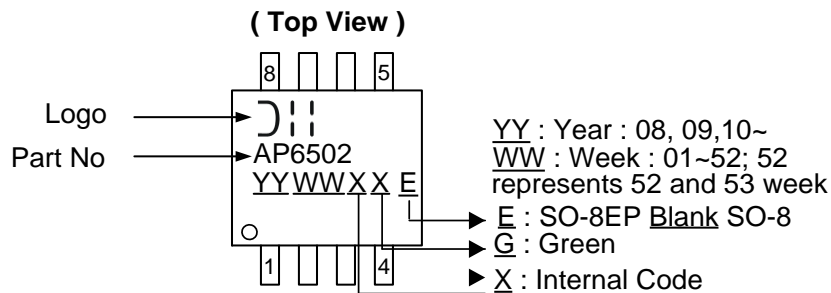 ( Top View )
8 5
Logo
Part No
AP6502
YY WW X X E
1 4
YY : Year : 08, 09,10~
WW : Week : 01~52; 52
represents 52 and 53 week
E : SO-8EP Blank SO-8
G : Green
X : Internal Code